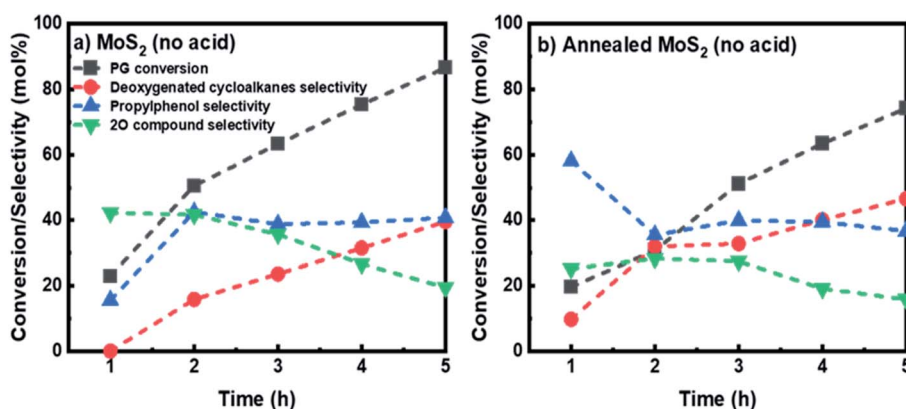 a) MoS2 (no acid)
PG conversion
Deoxygenated cycloalkanes selectivity
Propylphenol selectivity
2O compound selectivity
Conversion/Selectivity (mol%)
100
80
60
40
20
0
1 2 3 4 5
Time (h)
b) Annealed MoS2 (no acid)
Conversion/Selectivity (mol%)
100
80
60
40
20
0
1 2 3 4 5
Time (h)